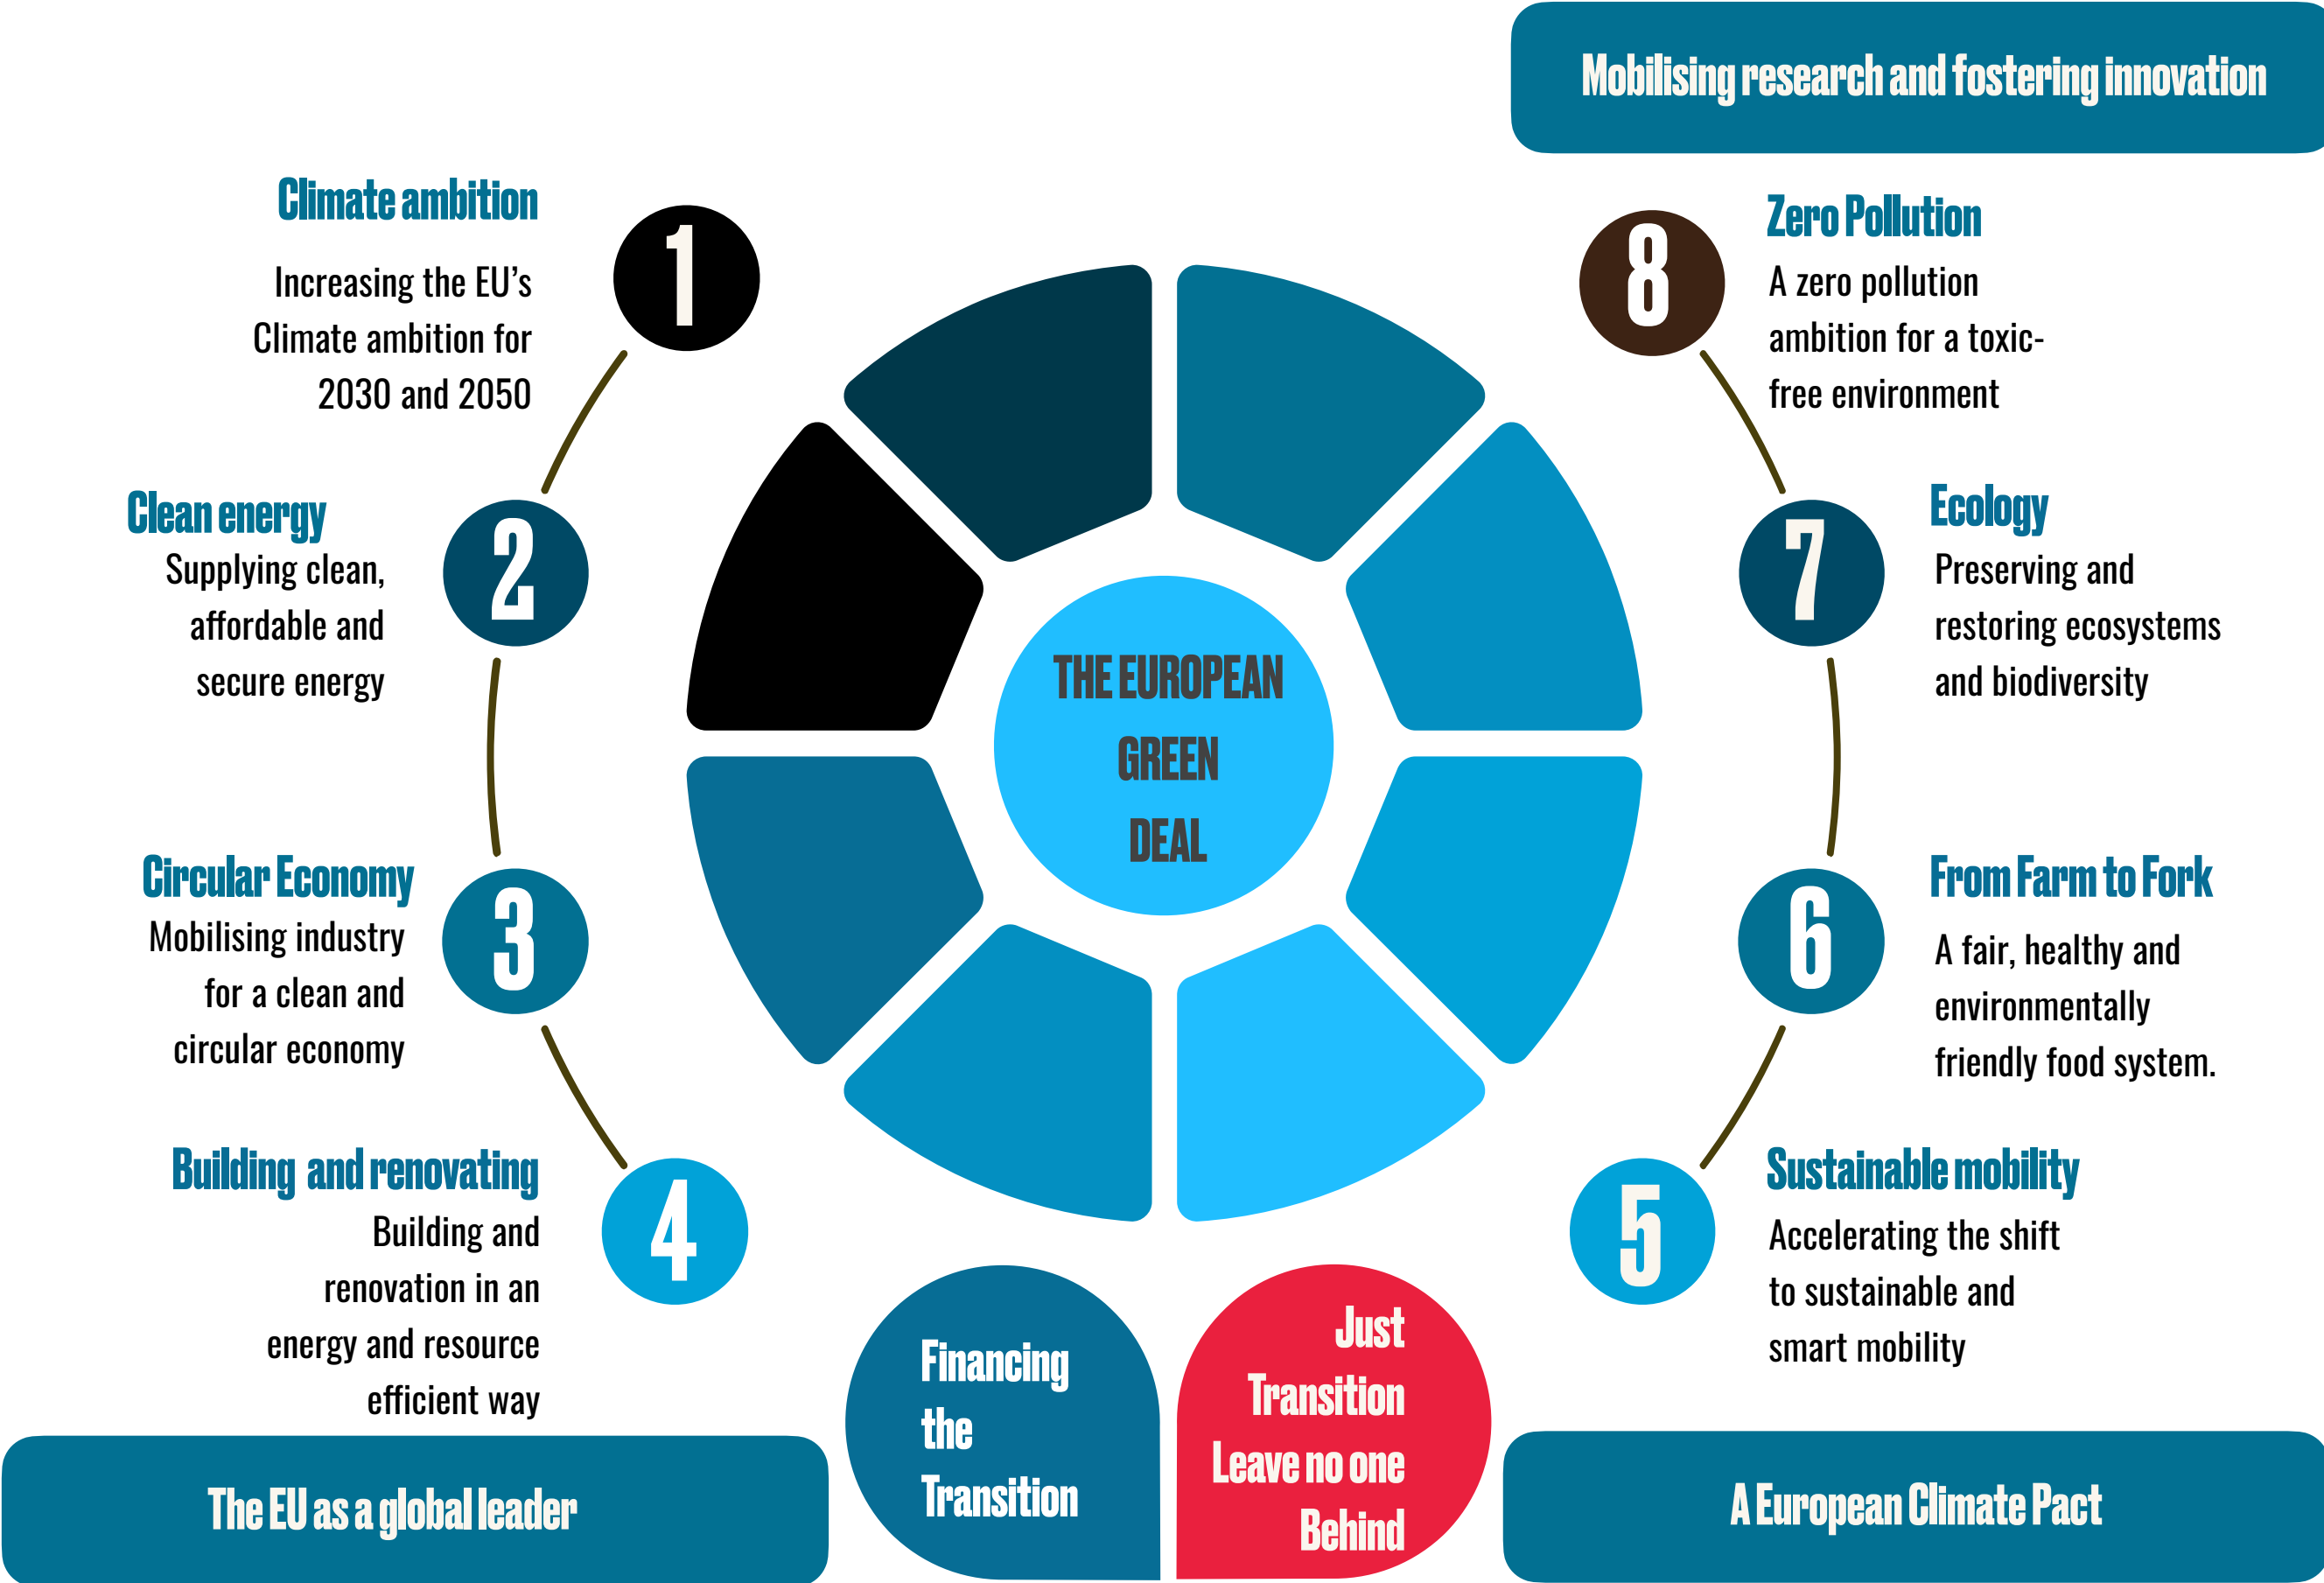 Mobilising research and fostering innovation
Climate ambition
Increasing the EU’s
Climate ambition for
2030 and 2050
1
Clean energy
Supplying clean,
affordable and
secure energy
2
Circular Economy
Mobilising industry
for a clean and
circular economy
3
Building and renovating
Building and
renovation in an
energy and resource
efficient way
4
THE EUROPEAN
GREEN
DEAL
8
Zero Pollution
A zero pollution
ambition for a toxic-
free environment
7
Ecology
Preserving and
restoring ecosystems
and biodiversity
6
From Farm to Fork
A fair, healthy and
environmentally
friendly food system.
5
Sustainable mobility
Accelerating the shift
to sustainable and
smart mobility
The EU as a global leader
Financing
the
Transition
Just
Transition
Leave no one
Behind
A European Climate Pact